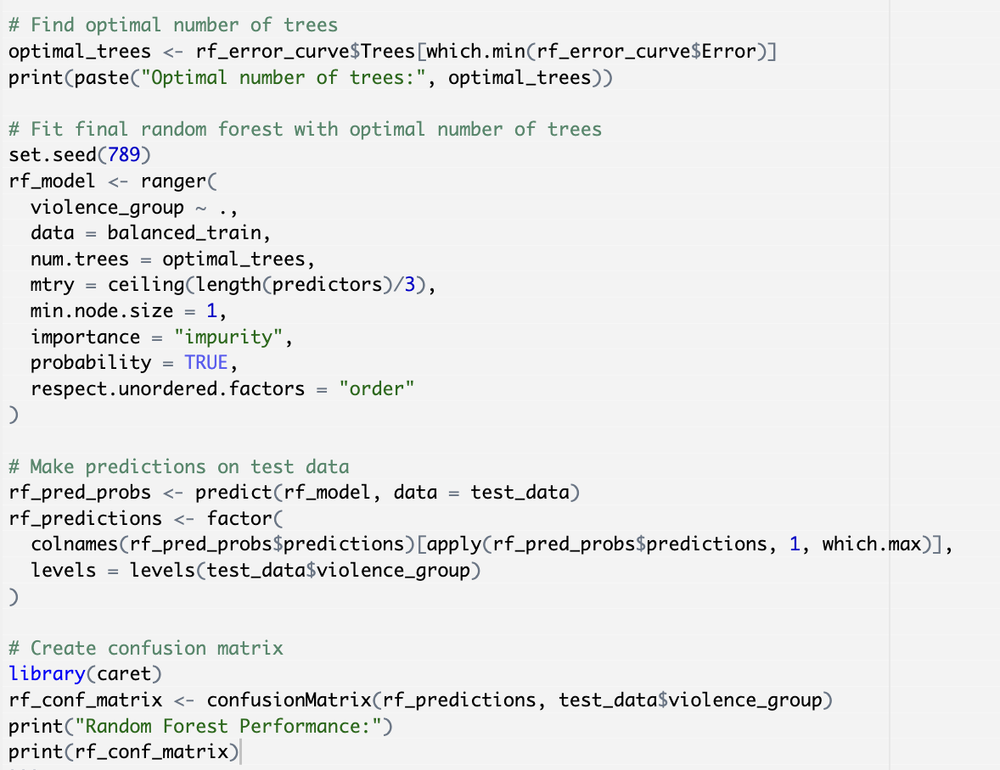 # Find optimal number of trees
optimal_trees <- rf_error_curve$Trees[which.min(rf_error_curve$Error)]
print(paste("Optimal number of trees:", optimal_trees))

# Fit final random forest with optimal number of trees
set.seed(789)
rf_model <- ranger(
  violence_group ~ .,
  data = balanced_train,
  num.trees = optimal_trees,
  mtry = ceiling(length(predictors)/3),
  min.node.size = 1,
  importance = "impurity",
  probability = TRUE,
  respect.unordered.factors = "order"
)

# Make predictions on test data
rf_pred_probs <- predict(rf_model, data = test_data)
rf_predictions <- factor(
  colnames(rf_pred_probs$predictions)[apply(rf_pred_probs$predictions, 1, which.max)],
  levels = levels(test_data$violence_group)
)

# Create confusion matrix
library(caret)
rf_conf_matrix <- confusionMatrix(rf_predictions, test_data$violence_group)
print("Random Forest Performance:")
print(rf_conf_matrix)